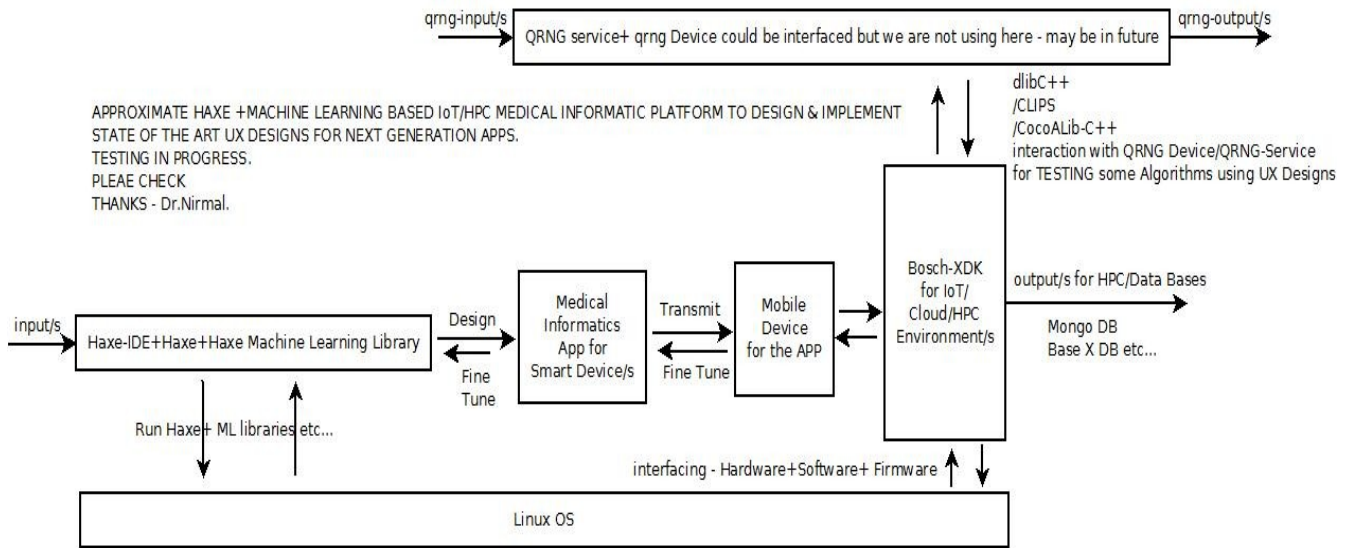 qrng-input/s
QRNG service+ qrng Device could be interfaced but we are not using here - may be in future
qrng-output/s
dlibC++
/CLIPS
/CocoALib-C++
interaction with QRNG Device/QRNG-Service
for TESTING some Algorithms using UX Designs
APPROXIMATE HAXE +MACHINE LEARNING BASED IoT/HPC MEDICAL INFORMATIC PLATFORM TO DESIGN & IMPLEMENT
STATE OF THE ART UX DESIGNS FOR NEXT GENERATION APPS.
TESTING IN PROGRESS.
PLEAE CHECK
THANKS - Dr.Nirmal.
input/s
Haxe-IDE+Haxe+Haxe Machine Learning Library
Design
Fine
Tune
Medical
Informatics
App for
Smart Device/s
Transmit
Fine Tune
Mobile
Device
for the APP
Bosch-XDK
for IoT/
Cloud/HPC
Environment/s
output/s for HPC/Data Bases
Mongo DB
Base X DB etc...
Run Haxe+ ML libraries etc...
interfacing - Hardware+Software+ Firmware
Linux OS